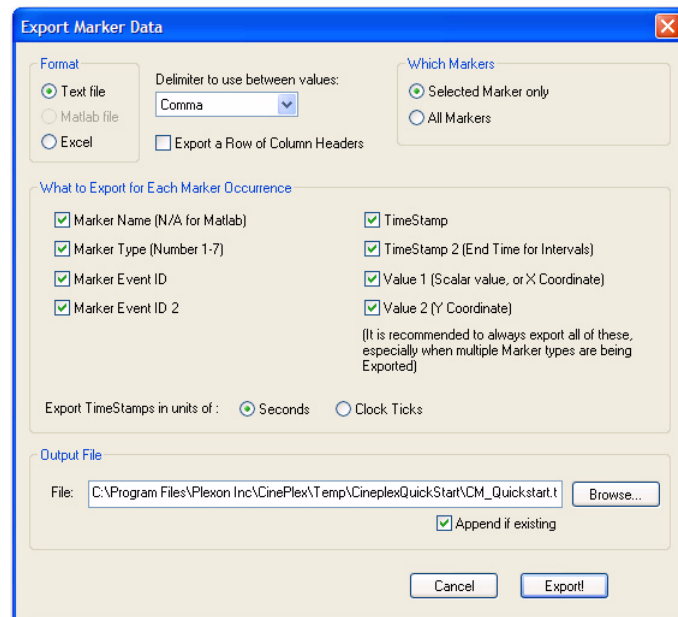 Export Marker Data
Format
Text file
Matlab file
Excel
Delimiter to use between values:
Comma
Export a Row of Column Headers
Which Markers
Selected Marker only
All Markers
What to Export for Each Marker Occurrence
Marker Name (N/A for Matlab)
Marker Type (Number 1-7)
Marker Event ID
Marker Event ID 2
TimeStamp
TimeStamp 2 (End Time for Intervals)
Value 1 (Scalar value, or X Coordinate)
Value 2 (Y Coordinate)
(It is recommended to always export all of these,
especially when multiple Marker types are being
Exported)
Export TimeStamps in units of :
Seconds
Clock Ticks
Output File
File: C:\Program Files\Plexon Inc\CinePlex\Temp\CineplexQuickStart\CM_Quickstart.t
Browse...
Append if existing
Cancel
Export!